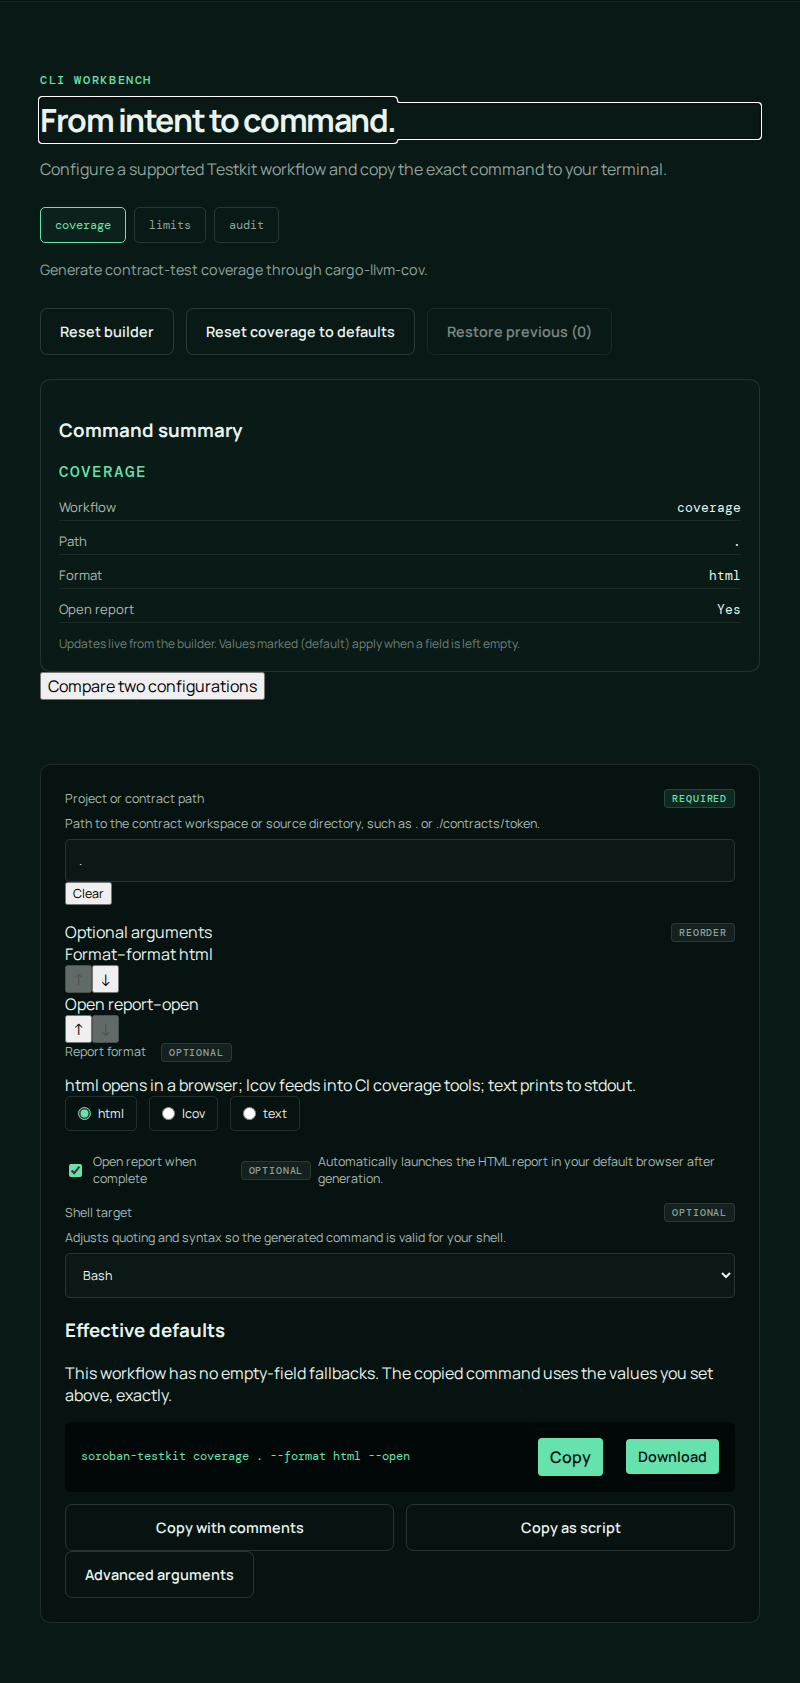 CLI WORKBENCH
From intent to command.
Configure a supported Testkit workflow and copy the exact command to your terminal.
coverage limits audit
Generate contract-test coverage through cargo-llvm-cov.
Reset builder Reset coverage to defaults Restore previous (0)
Command summary
COVERAGE
Workflow coverage
Path .
Format html
Open report Yes
Updates live from the builder. Values marked (default) apply when a field is left empty.
Compare two configurations
Project or contract path REQUIRED
Path to the contract workspace or source directory, such as . or ./contracts/token.
.
Clear
Optional arguments REORDER
Format--format html
↑ ↓
Open report--open
↑ ↓
Report format OPTIONAL
html opens in a browser; lcov feeds into CI coverage tools; text prints to stdout.
html lcov text
Open report when complete OPTIONAL Automatically launches the HTML report in your default browser after generation.
Shell target OPTIONAL
Adjusts quoting and syntax so the generated command is valid for your shell.
Bash
Effective defaults
This workflow has no empty-field fallbacks. The copied command uses the values you set
above, exactly.
soroban-testkit coverage . --format html --open Copy Download
Copy with comments Copy as script
Advanced arguments